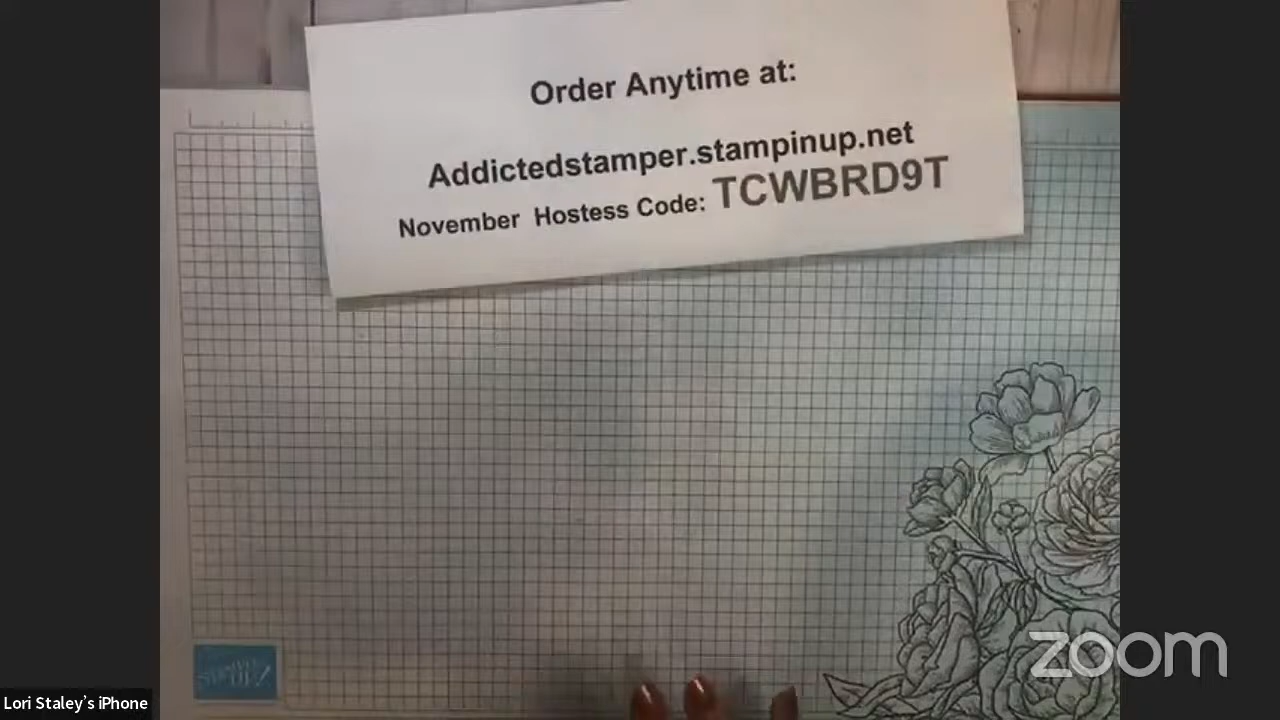 Order Anytime at:
Addictedstamper.stampinup.net
November Hostess Code: TCWBRD9T
zoom
Lori Staley's iPhone